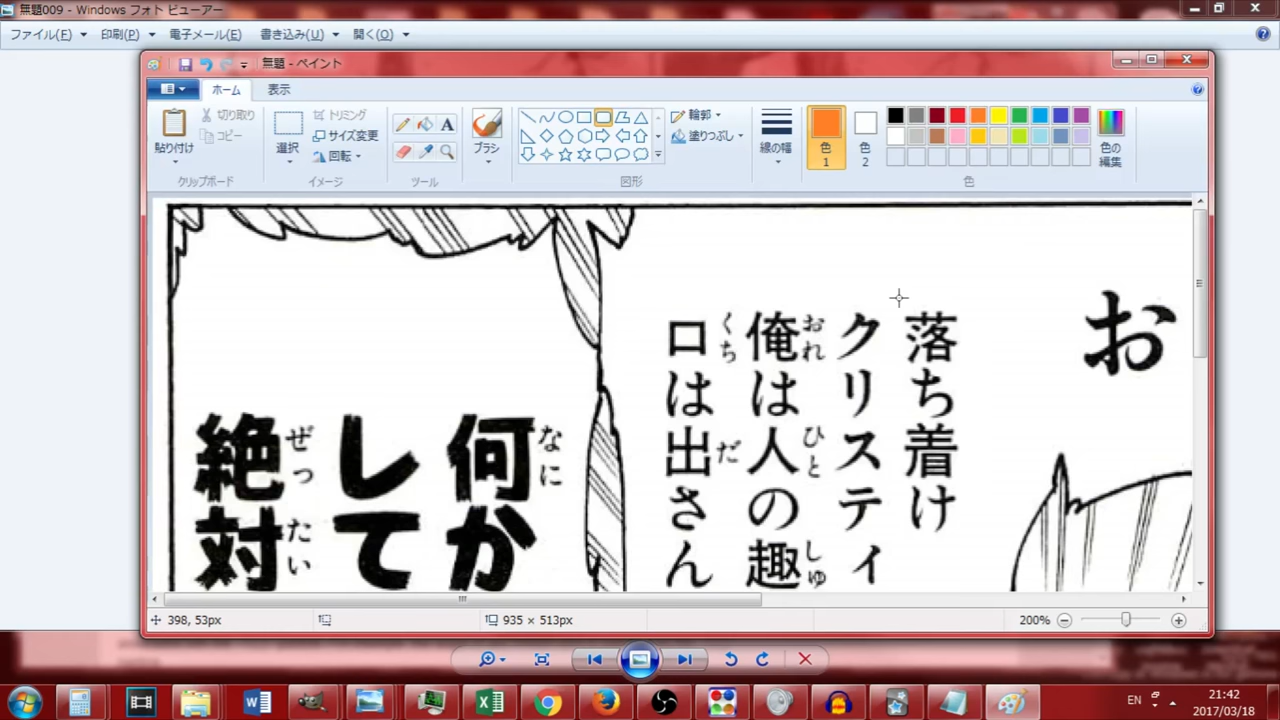 無題009 - Windows フォト ビューアー
ファイル(F) 印刷(P) 電子メール(E) 書き込み(U) 開く(O)
無題 - ペイント
ホーム 表示
貼り付け
切り取り
コピー
クリップボード
選択
トリミング
サイズ変更
回転
イメージ
A
ツール
ブラシ
輪郭
塗りつぶし
図形
線の幅
色
1
色
2
色の
編集
色
お
落ち着け
クリスティ
俺は人の趣
おれ
ひと
しゅ
口は出さん
くち
だ
何か
なに
して
絶対
ぜったい
398, 53px
935 × 513px
200%
EN
21:42
2017/03/18